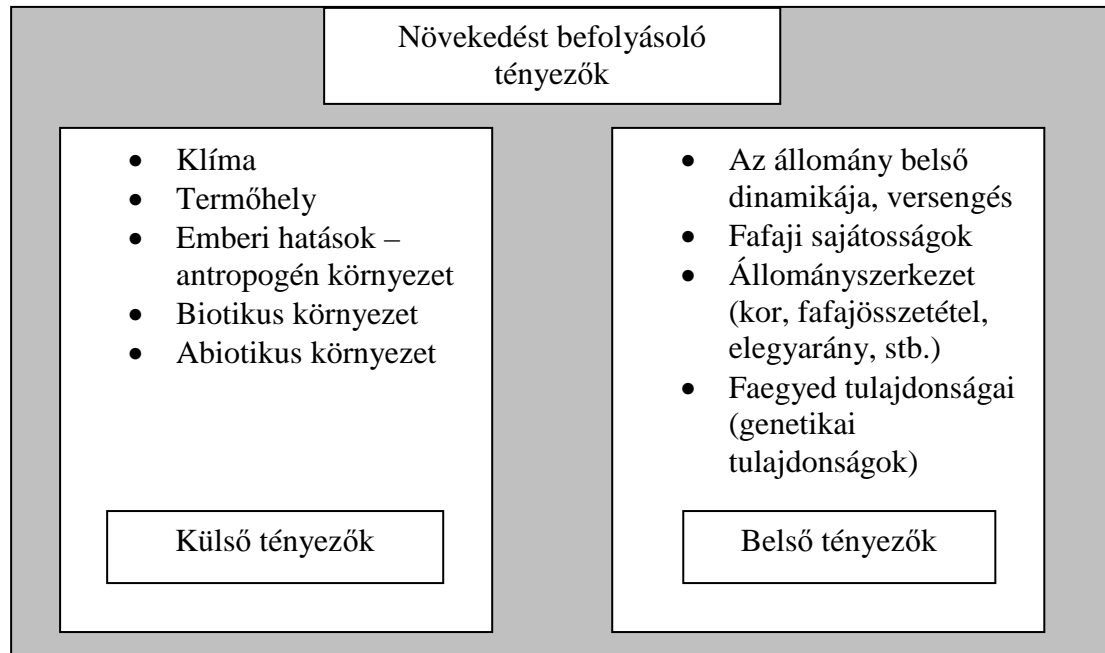 Növekedést befolyásoló
tényezők
• Klíma
• Termőhely
• Emberi hatások –
antropogén környezet
• Biotikus környezet
• Abiotikus környezet
Külső tényezők
• Az állomány belső
dinamikája, versengés
• Fafaji sajátosságok
• Állományszerkezet
(kor, fafajösszetétel,
elegyarány, stb.)
• Faegyed tulajdonságai
(genetikai
tulajdonságok)
Belső tényezők